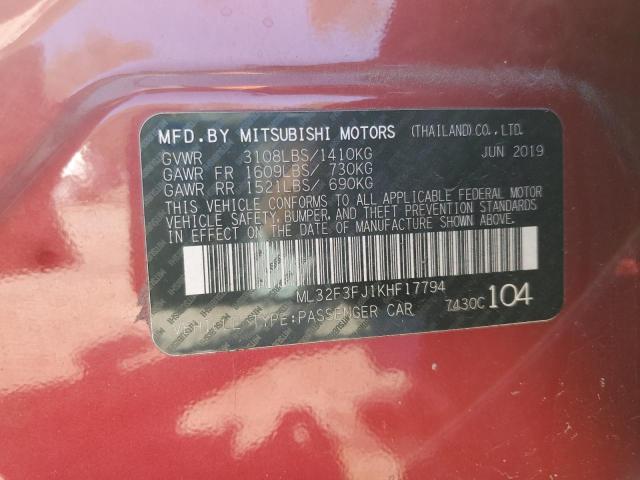 MFD.BY MITSUBISHI MOTORS (THAILAND)CO.,LTD.
GVWR 3108LBS/1410KG JUN 2019
GAWR FR 1609LBS/ 730KG
GAWR RR 1521LBS/ 690KG
THIS VEHICLE CONFORMS TO ALL APPLICABLE FEDERAL MOTOR
VEHICLE SAFETY, BUMPER, AND THEFT PREVENTION STANDARDS
IN EFFECT ON THE DATE OF MANUFACTURE SHOWN ABOVE.
ML32F3FJ1KHF17794
VEHICLE TYPE:PASSENGER CAR 7430C 104